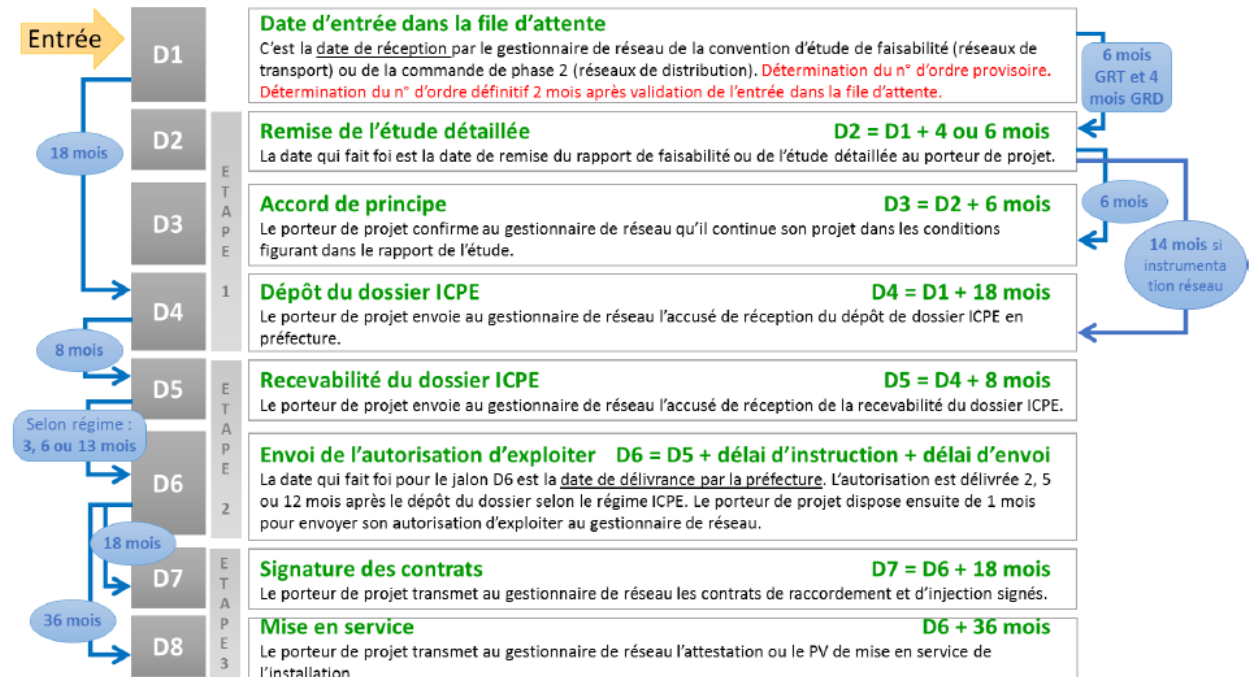 Entrée
D1
Date d'entrée dans la file d'attente
C'est la date de réception par le gestionnaire de réseau de la convention d'étude de faisabilité (réseaux de
transport) ou de la commande de phase 2 (réseaux de distribution). Détermination du n° d'ordre provisoire.
Détermination du n° d'ordre définitif 2 mois après validation de l'entrée dans la file d'attente.
6 mois
GRT et 4
mois GRD
18 mois
ETAPE 1
D2
Remise de l'étude détaillée D2 = D1 + 4 ou 6 mois
La date qui fait foi est la date de remise du rapport de faisabilité ou de l'étude détaillée au porteur de projet.
6 mois
14 mois si
instrumenta
tion réseau
D3
Accord de principe D3 = D2 + 6 mois
Le porteur de projet confirme au gestionnaire de réseau qu'il continue son projet dans les conditions
figurant dans le rapport de l'étude.
D4
Dépôt du dossier ICPE D4 = D1 + 18 mois
Le porteur de projet envoie au gestionnaire de réseau l'accusé de réception du dépôt de dossier ICPE en
préfecture.
8 mois
ETAPE 2
D5
Recevabilité du dossier ICPE D5 = D4 + 8 mois
Le porteur de projet envoie au gestionnaire de réseau l'accusé de réception de la recevabilité du dossier ICPE.
Selon régime :
3, 6 ou 13 mois
D6
Envoi de l'autorisation d'exploiter D6 = D5 + délai d'instruction + délai d'envoi
La date qui fait foi pour le jalon D6 est la date de délivrance par la préfecture. L'autorisation est délivrée 2, 5
ou 12 mois après le dépôt du dossier selon le régime ICPE. Le porteur de projet dispose ensuite de 1 mois
pour envoyer son autorisation d'exploiter au gestionnaire de réseau.
18 mois
ETAPE 3
D7
Signature des contrats D7 = D6 + 18 mois
Le porteur de projet transmet au gestionnaire de réseau les contrats de raccordement et d'injection signés.
36 mois
D8
Mise en service D6 + 36 mois
Le porteur de projet transmet au gestionnaire de réseau l'attestation ou le PV de mise en service de
l'installation